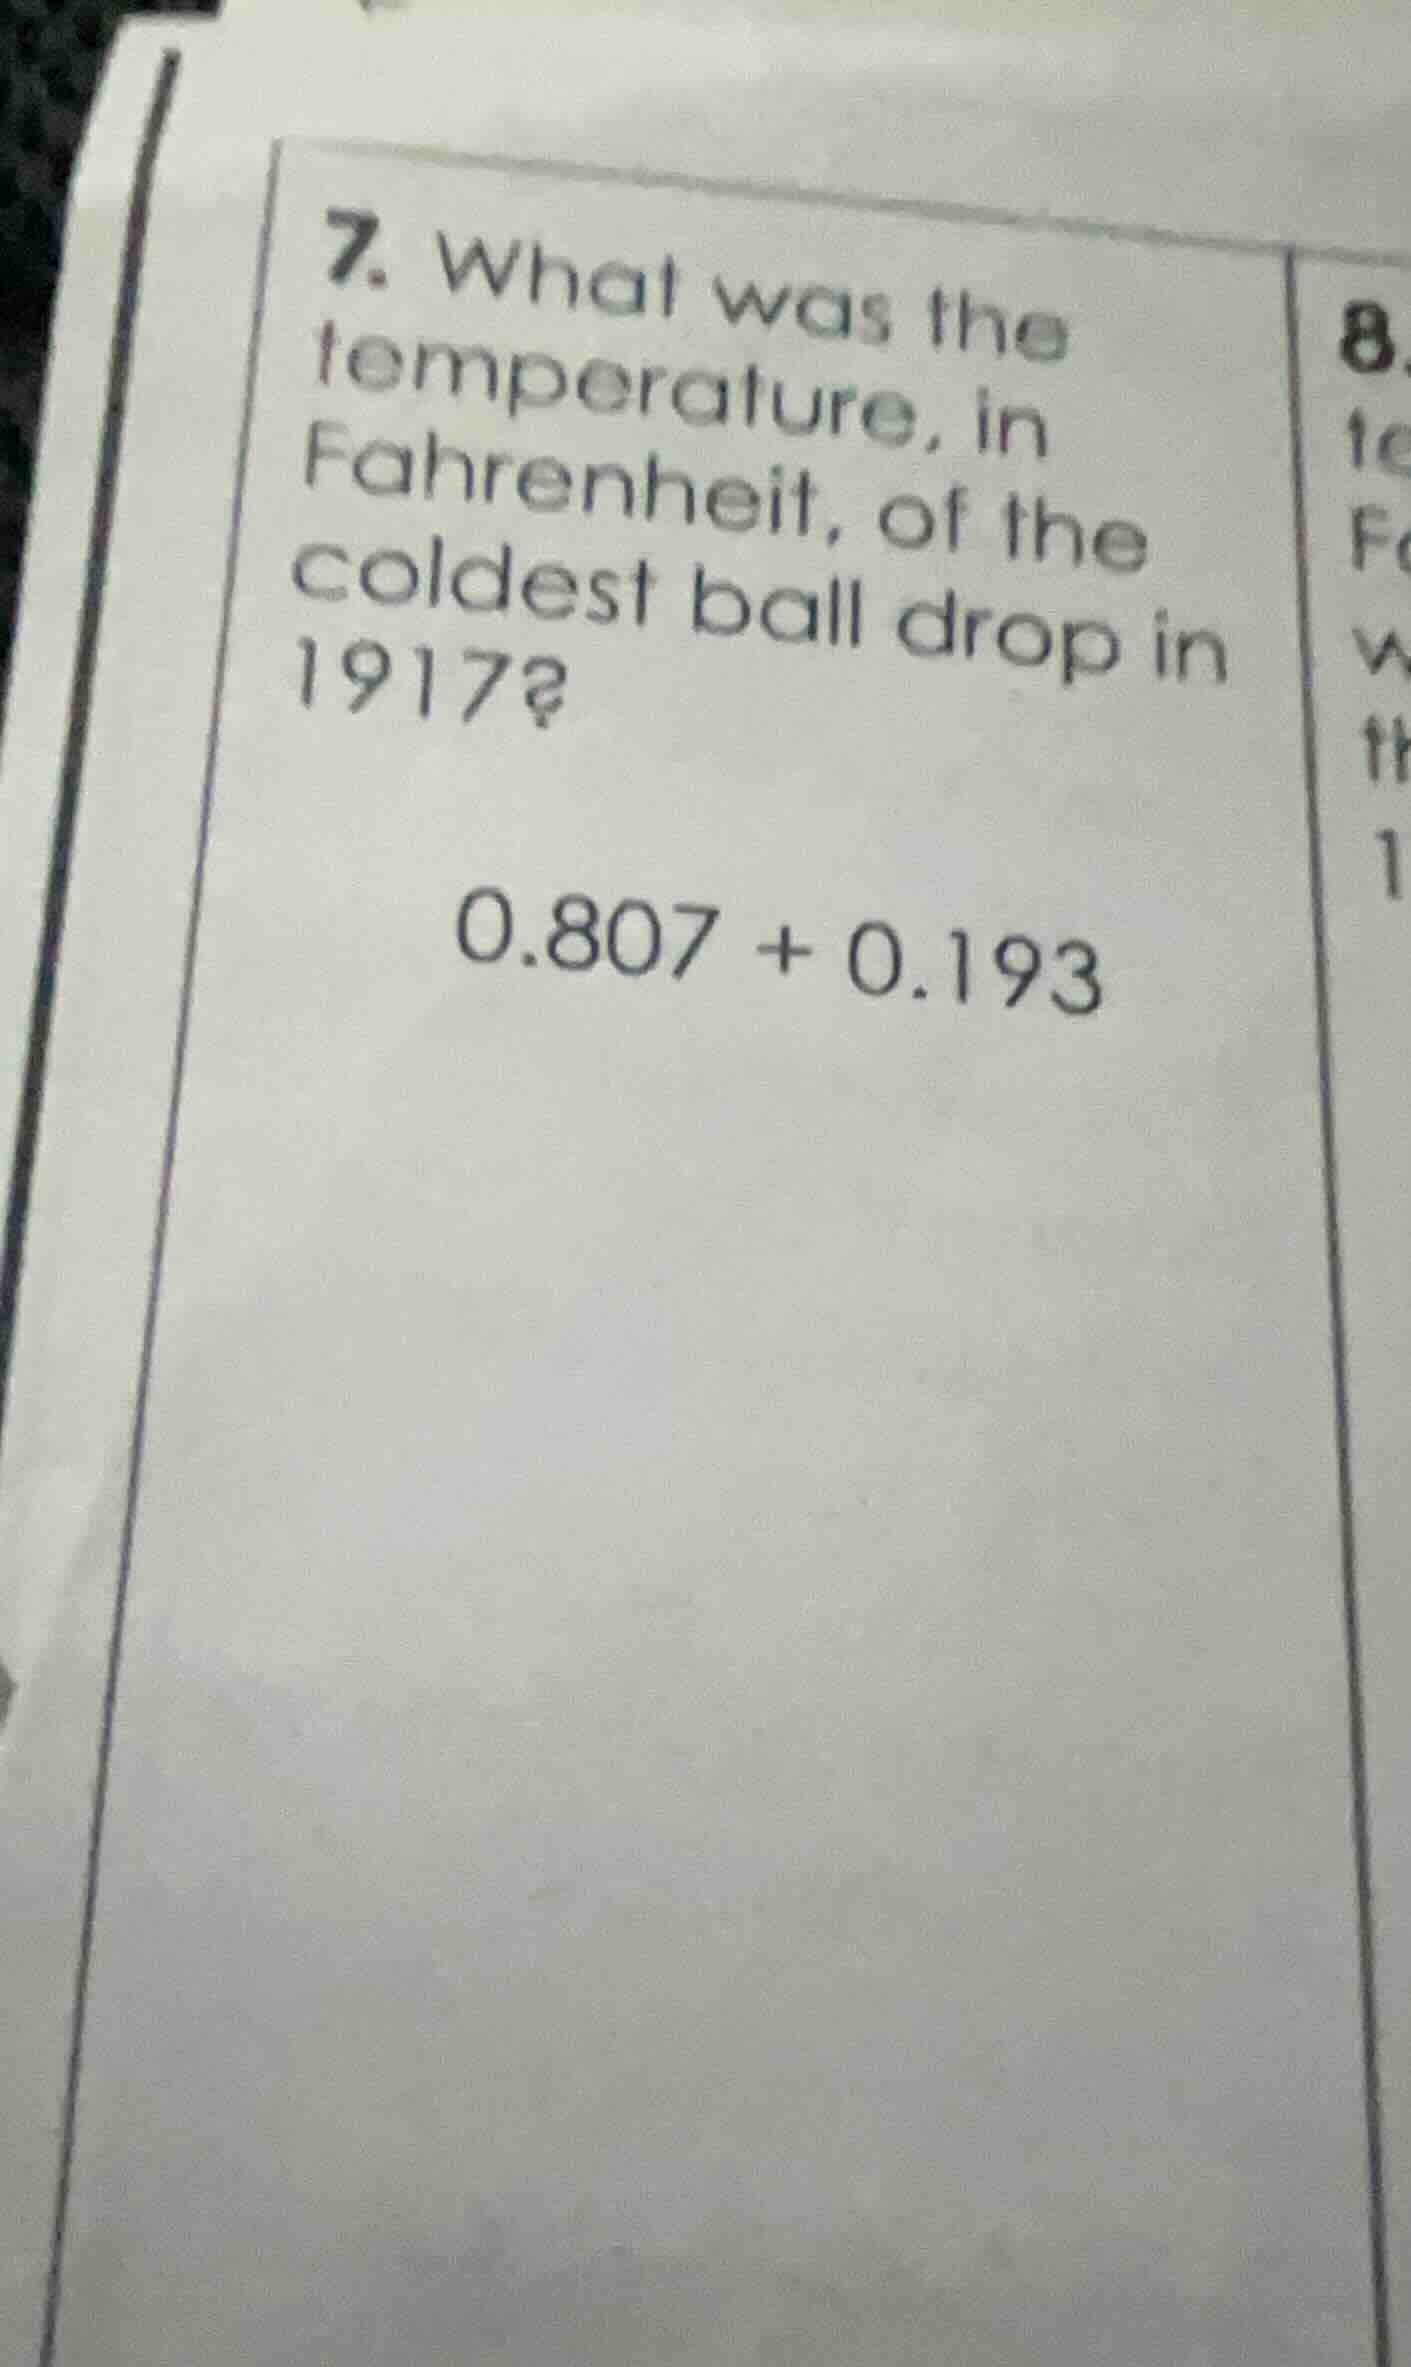 7. What was the
temperature, in
Fahrenheit, of the
coldest ball drop in
1917?
0.807 + 0.193
8.